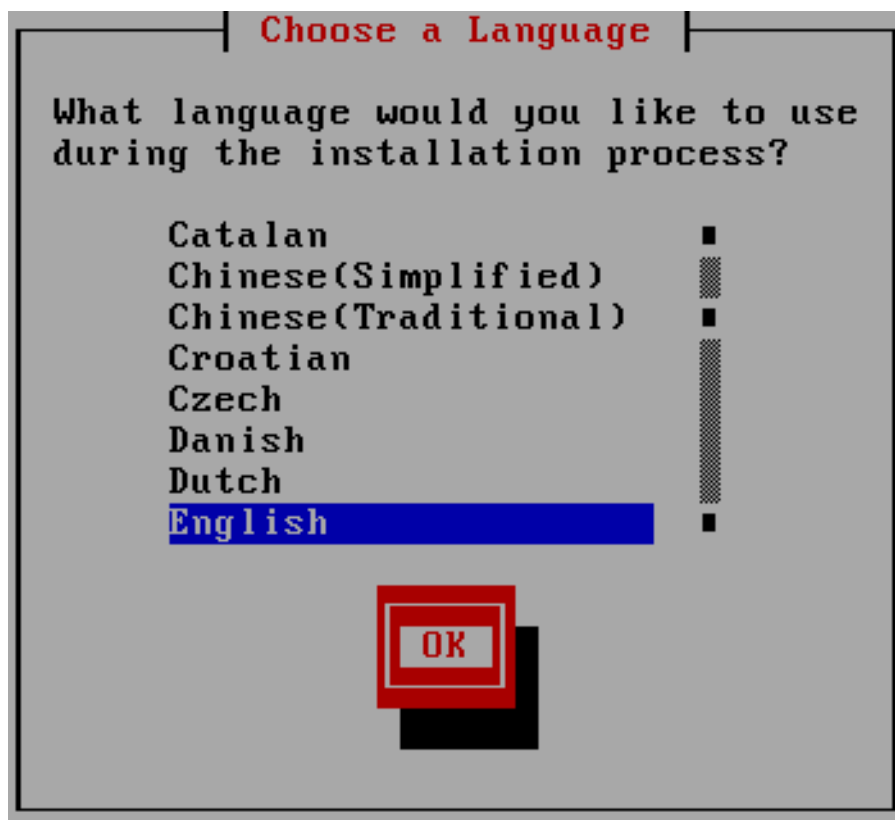 Choose a Language
What language would you like to use
during the installation process?
Catalan
Chinese(Simplified)
Chinese(Traditional)
Croatian
Czech
Danish
Dutch
English
OK